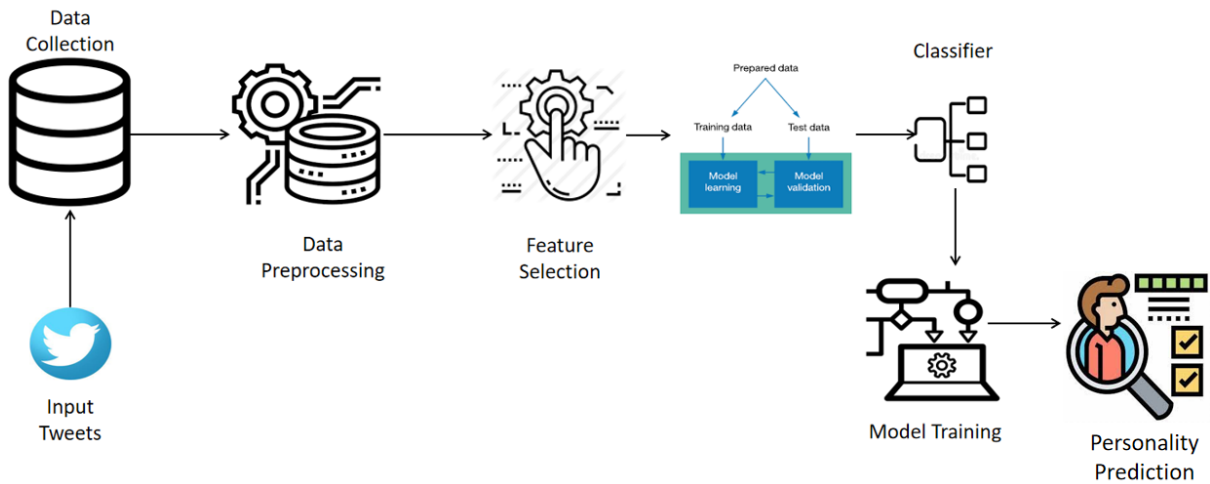 Data
Collection
Classifier
Prepared data
Training data
Test data
Model
learning
Model
validation
Data
Preprocessing
Feature
Selection
Input
Tweets
Model Training
Personality
Prediction